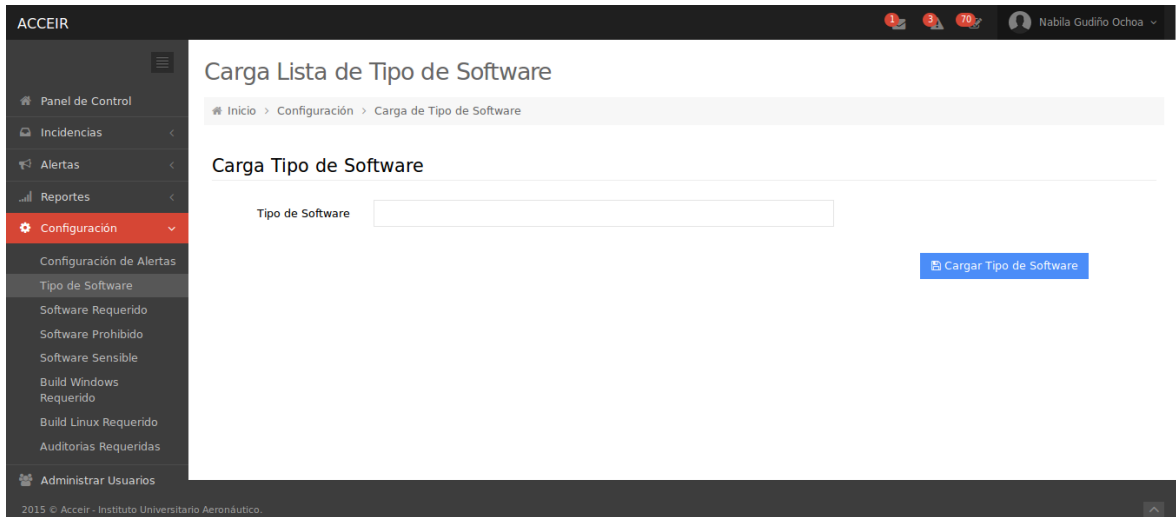 ACCEIR
1 3 70 Nabila Gudiño Ochoa
Panel de Control
Incidencias
Alertas
Reportes
Configuración
Configuración de Alertas
Tipo de Software
Software Requerido
Software Prohibido
Software Sensible
Build Windows
Requerido
Build Linux Requerido
Auditorias Requeridas
Administrar Usuarios
Carga Lista de Tipo de Software
Inicio > Configuración > Carga de Tipo de Software
Carga Tipo de Software
Tipo de Software
Cargar Tipo de Software
2015 © Acceir - Instituto Universitario Aeronáutico.